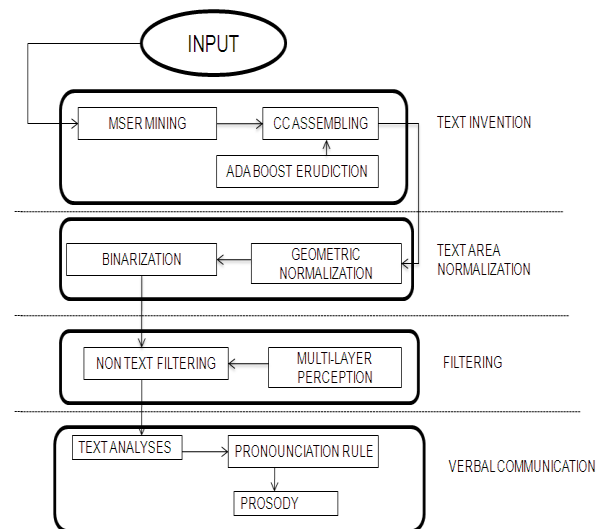 INPUT
MSER MINING
CC ASSEMBLING
TEXT INVENTION
ADA BOOST ERUDICTION
BINARIZATION
GEOMETRIC
NORMALIZATION
TEXT AREA
NORMALIZATION
NON TEXT FILTERING
MULTI-LAYER
PERCEPTION
FILTERING
TEXT ANALYSES
PRONOUNCIATION RULE
PROSODY
VERBAL COMMUNICATION